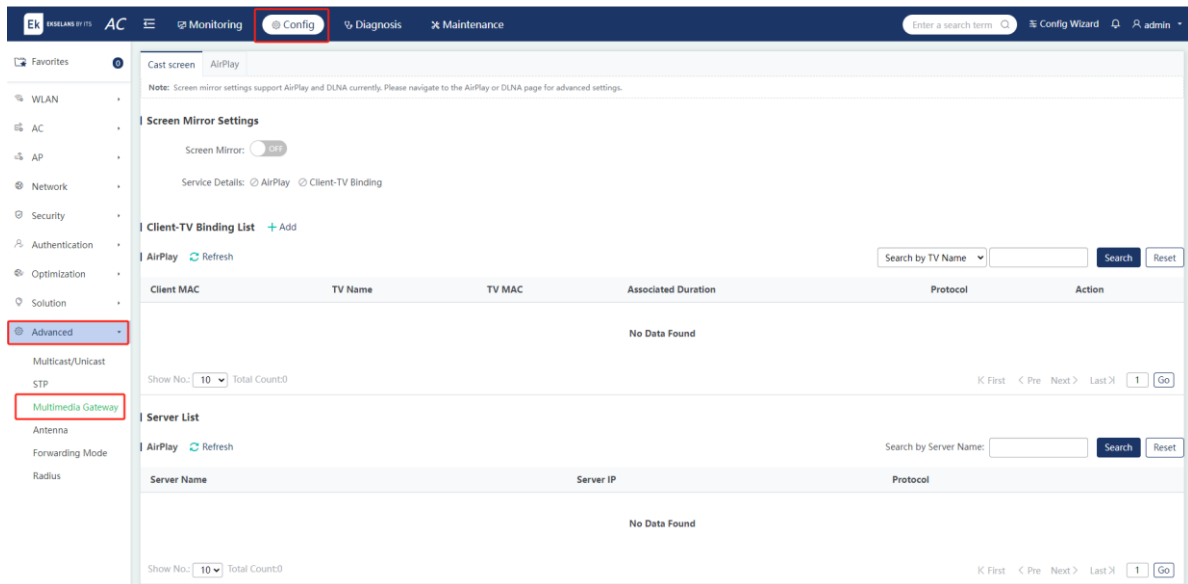 Ek EKSELANS BY ITS AC Monitoring Config Diagnosis Maintenance Enter a search term Config Wizard admin
Favorites 0
WLAN
AC
AP
Network
Security
Authentication
Optimization
Solution
Advanced
Multicast/Unicast
STP
Multimedia Gateway
Antenna
Forwarding Mode
Radius
Cast screen AirPlay
Note: Screen mirror settings support AirPlay and DLNA currently. Please navigate to the AirPlay or DLNA page for advanced settings.
Screen Mirror Settings
Screen Mirror: OFF
Service Details: AirPlay Client-TV Binding
Client-TV Binding List + Add
AirPlay Refresh Search by TV Name Search Reset
Client MAC TV Name TV MAC Associated Duration Protocol Action
No Data Found
Show No.: 10 Total Count:0 First Pre Next Last 1 Go
Server List
AirPlay Refresh Search by Server Name: Search Reset
Server Name Server IP Protocol
No Data Found
Show No.: 10 Total Count:0 First Pre Next Last 1 Go